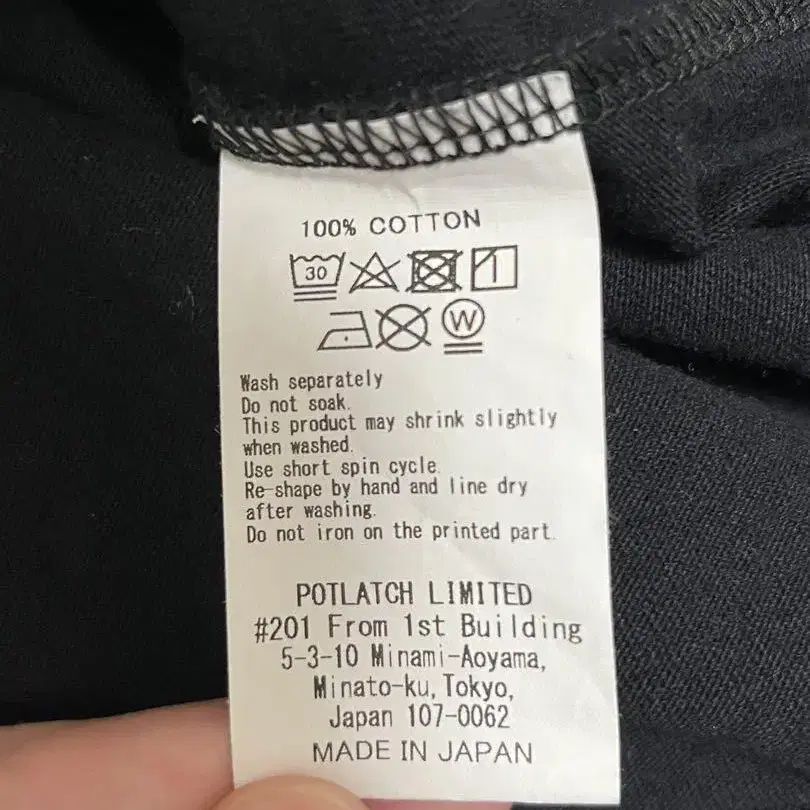 100% COTTON
30
W
Wash separately
Do not soak.
This product may shrink slightly
when washed.
Use short spin cycle.
Re-shape by hand and line dry
after washing.
Do not iron on the printed part.
POTLATCH LIMITED
#201 From 1st Building
5-3-10 Minami-Aoyama,
Minato-ku, Tokyo,
Japan 107-0062
MADE IN JAPAN